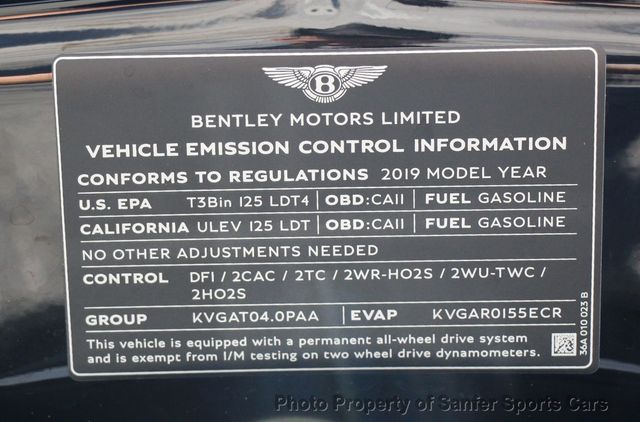 B
BENTLEY MOTORS LIMITED
VEHICLE EMISSION CONTROL INFORMATION
CONFORMS TO REGULATIONS 2019 MODEL YEAR
U.S. EPA T3Bin 125 LDT4 OBD:CAII FUEL GASOLINE
CALIFORNIA ULEV 125 LDT OBD:CAII FUEL GASOLINE
NO OTHER ADJUSTMENTS NEEDED
CONTROL DFI / 2CAC / 2TC / 2WR-HO2S / 2WU-TWC /
2HO2S
GROUP KVGAT04.0PAA EVAP KVGAR0155ECR
This vehicle is equipped with a permanent all-wheel drive system
and is exempt from I/M testing on two wheel drive dynamometers.
36A 010 023 B
Photo Property of Sanfer Sports Cars